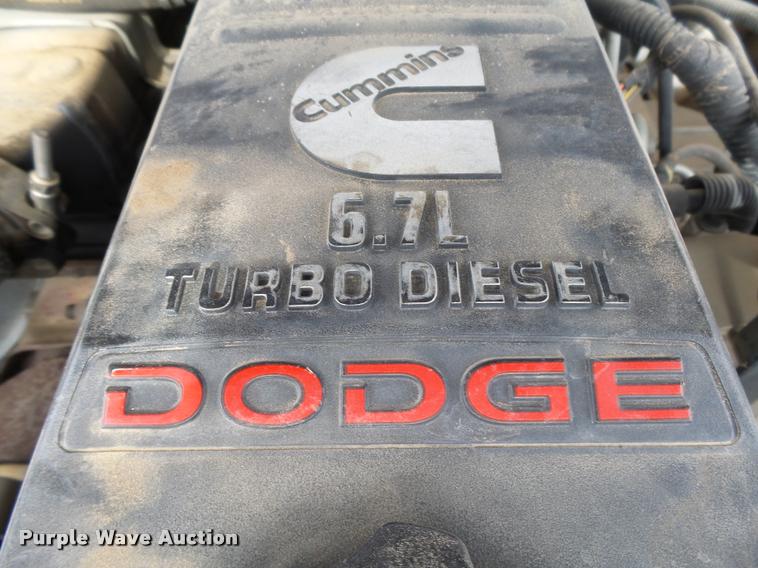 Cummins
6.7L
TURBO DIESEL
DODGE
Purple Wave Auction